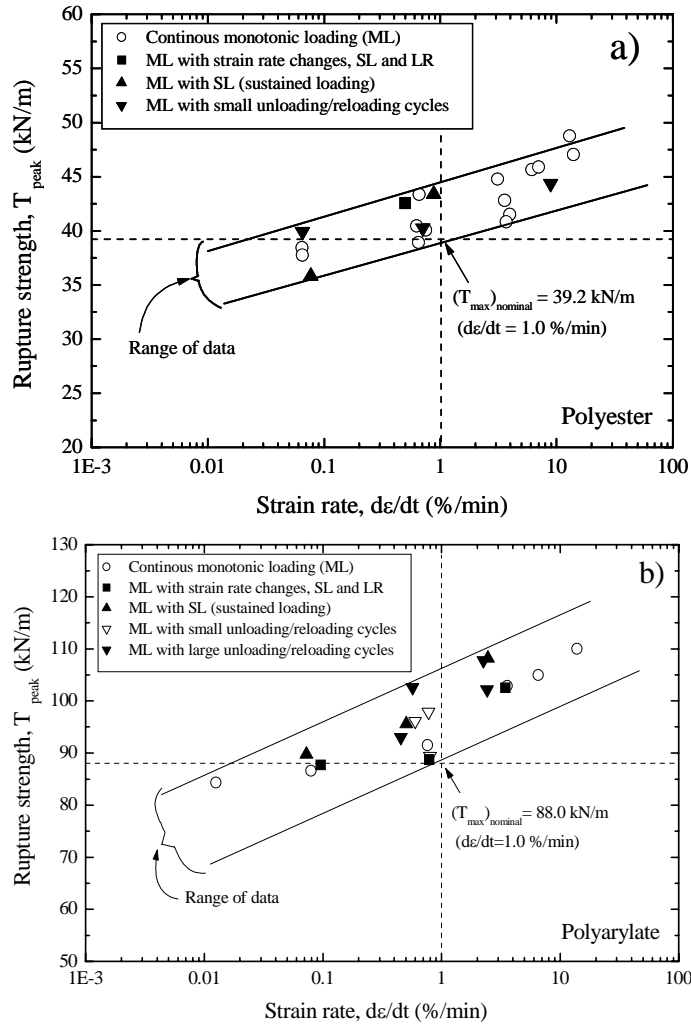 a)
Continous monotonic loading (ML)
ML with strain rate changes, SL and LR
ML with SL (sustained loading)
ML with small unloading/reloading cycles
60
55
50
45
40
35
30
25
20
Rupture strength, T_peak (kN/m)
(T_max)_nominal = 39.2 kN/m
(dε/dt = 1.0 %/min)
Range of data
Polyester
1E-3 0.01 0.1 1 10 100
Strain rate, dε/dt (%/min)
b)
Continous monotonic loading (ML)
ML with strain rate changes, SL and LR
ML with SL (sustained loading)
ML with small unloading/reloading cycles
ML with large unloading/reloading cycles
130
120
110
100
90
80
70
60
50
Rupture strength, T_peak (kN/m)
(T_max)_nominal = 88.0 kN/m
(dε/dt=1.0 %/min)
Range of data
Polyarylate
1E-3 0.01 0.1 1 10 100
Strain rate, dε/dt (%/min)